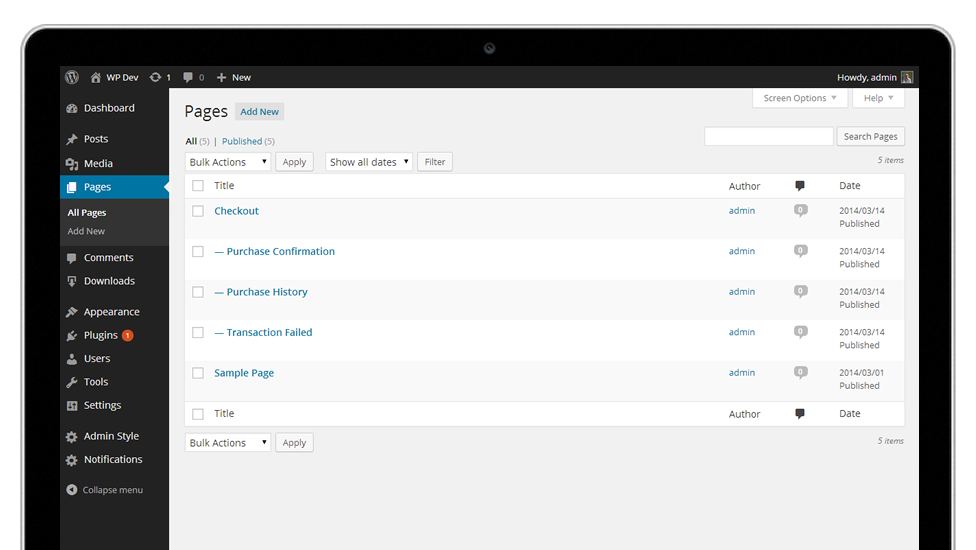 WP Dev 1 0 + New Howdy, admin
Screen Options ▼ Help ▼
Dashboard
Posts
Media
Pages
All Pages
Add New
Comments
Downloads
Appearance
Plugins 1
Users
Tools
Settings
Admin Style
Notifications
Collapse menu
Pages Add New
All (5) | Published (5)
Search Pages
Bulk Actions ▼ Apply Show all dates ▼ Filter
5 items
Title Author Date
Checkout admin 0 2014/03/14
Published
— Purchase Confirmation admin 0 2014/03/14
Published
— Purchase History admin 0 2014/03/14
Published
— Transaction Failed admin 0 2014/03/14
Published
Sample Page admin 0 2014/03/01
Published
Title Author Date
Bulk Actions ▼ Apply
5 items